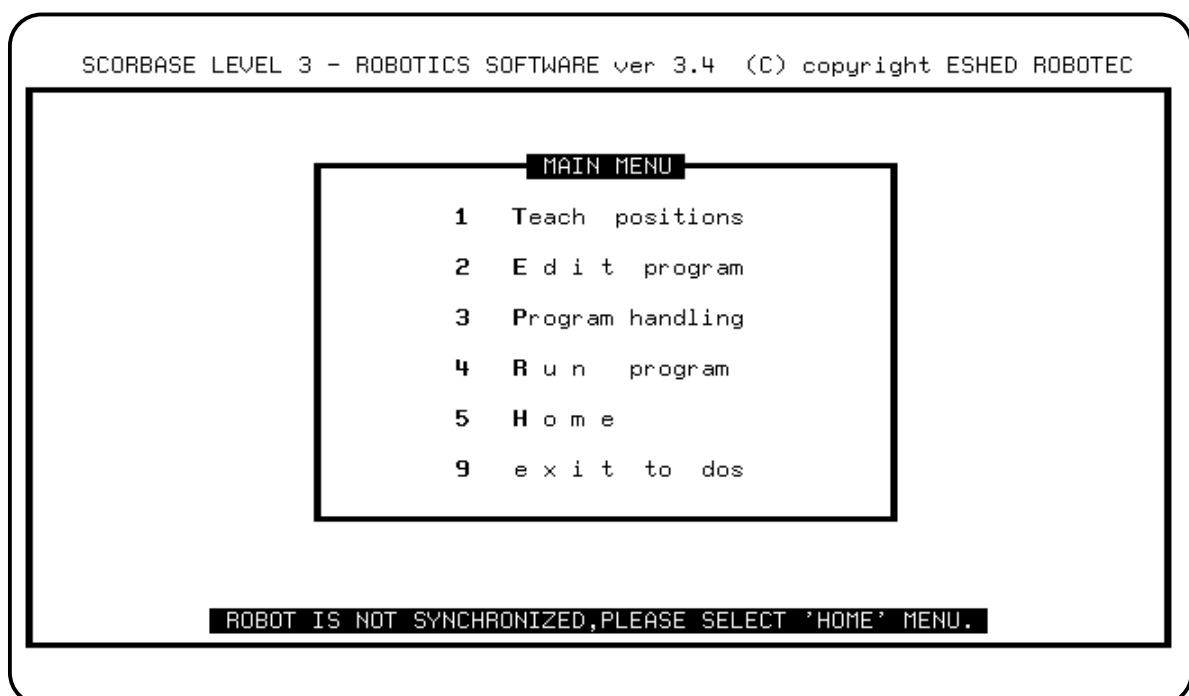 SCORBASE LEVEL 3 - ROBOTICS SOFTWARE ver 3.4 (C) copyright ESHED ROBOTEC
MAIN MENU
1 Teach positions
2 E d i t program
3 Program handling
4 R u n program
5 H o m e
9 e x i t to dos
ROBOT IS NOT SYNCHRONIZED,PLEASE SELECT 'HOME' MENU.